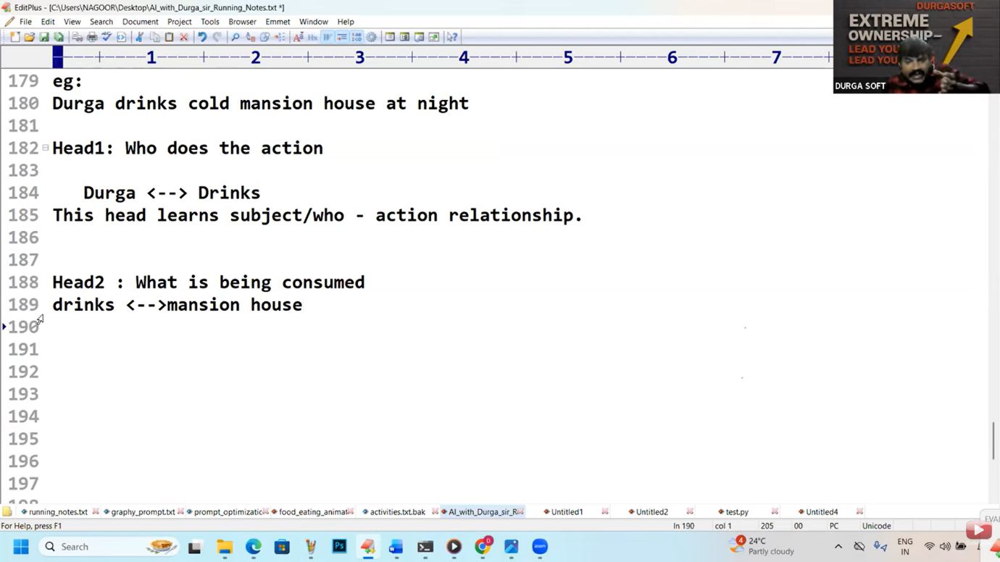 EditPlus - [C:\Users\NAGOOR\Desktop\AI_with_Durga_sir_Running_Notes.txt *]
File Edit View Search Document Project Tools Browser Emmet Window Help
1 2 3 4 5 6 7
179 eg:
180 Durga drinks cold mansion house at night
181
182 Head1: Who does the action
183
184 Durga <--> Drinks
185 This head learns subject/who - action relationship.
186
187
188 Head2 : What is being consumed
189 drinks <-->mansion house
190
191
192
193
194
195
196
197
DURGASOFT
EXTREME
OWNERSHIP—
LEAD YOU
LEAD YOU
DURGA SOFT
running_notes.txt graphy_prompt.txt prompt_optimizatic food_eating_animat activities.txt.bak AI_with_Durga_sir_R Untitled1 Untitled2 test.py Untitled4
For Help, press F1 ln 190 col 1 205 00 PC Unicode
EVA
Search 4 24°C Partly cloudy ENG IN